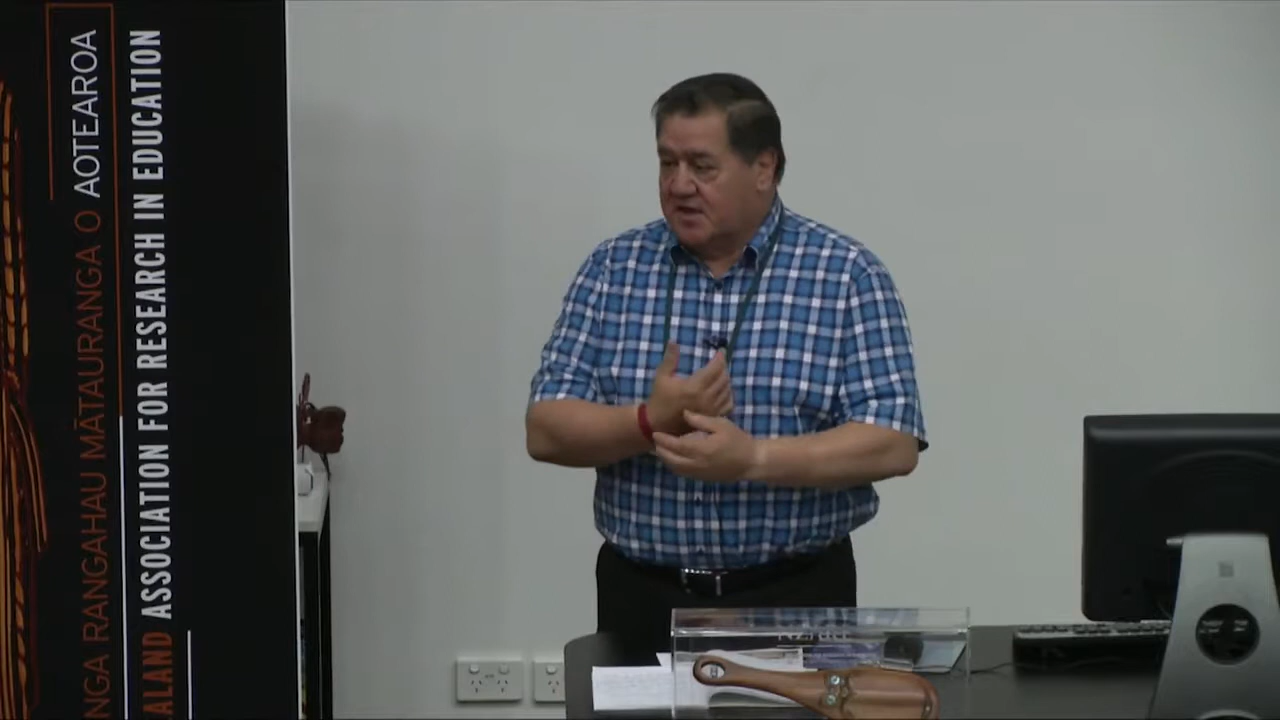 NGA RANGAHAU MĀTAURANGA O AOTEAROA
ALAND ASSOCIATION FOR RESEARCH IN EDUCATION